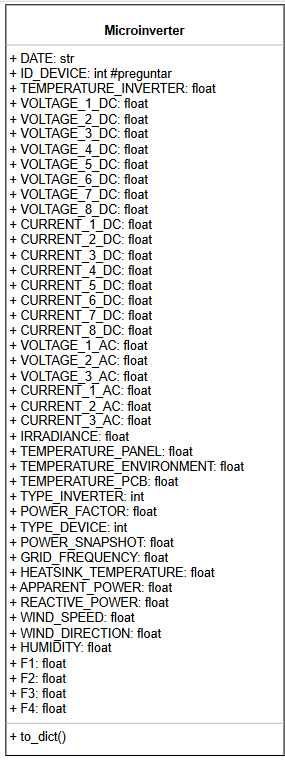 Microinverter
+ DATE: str
+ ID_DEVICE: int #preguntar
+ TEMPERATURE_INVERTER: float
+ VOLTAGE_1_DC: float
+ VOLTAGE_2_DC: float
+ VOLTAGE_3_DC: float
+ VOLTAGE_4_DC: float
+ VOLTAGE_5_DC: float
+ VOLTAGE_6_DC: float
+ VOLTAGE_7_DC: float
+ VOLTAGE_8_DC: float
+ CURRENT_1_DC: float
+ CURRENT_2_DC: float
+ CURRENT_3_DC: float
+ CURRENT_4_DC: float
+ CURRENT_5_DC: float
+ CURRENT_6_DC: float
+ CURRENT_7_DC: float
+ CURRENT_8_DC: float
+ VOLTAGE_1_AC: float
+ VOLTAGE_2_AC: float
+ VOLTAGE_3_AC: float
+ CURRENT_1_AC: float
+ CURRENT_2_AC: float
+ CURRENT_3_AC: float
+ IRRADIANCE: float
+ TEMPERATURE_PANEL: float
+ TEMPERATURE_ENVIRONMENT: float
+ TEMPERATURE_PCB: float
+ TYPE_INVERTER: int
+ POWER_FACTOR: float
+ TYPE_DEVICE: int
+ POWER_SNAPSHOT: float
+ GRID_FREQUENCY: float
+ HEATSINK_TEMPERATURE: float
+ APPARENT_POWER: float
+ REACTIVE_POWER: float
+ WIND_SPEED: float
+ WIND_DIRECTION: float
+ HUMIDITY: float
+ F1: float
+ F2: float
+ F3: float
+ F4: float
+ to_dict()